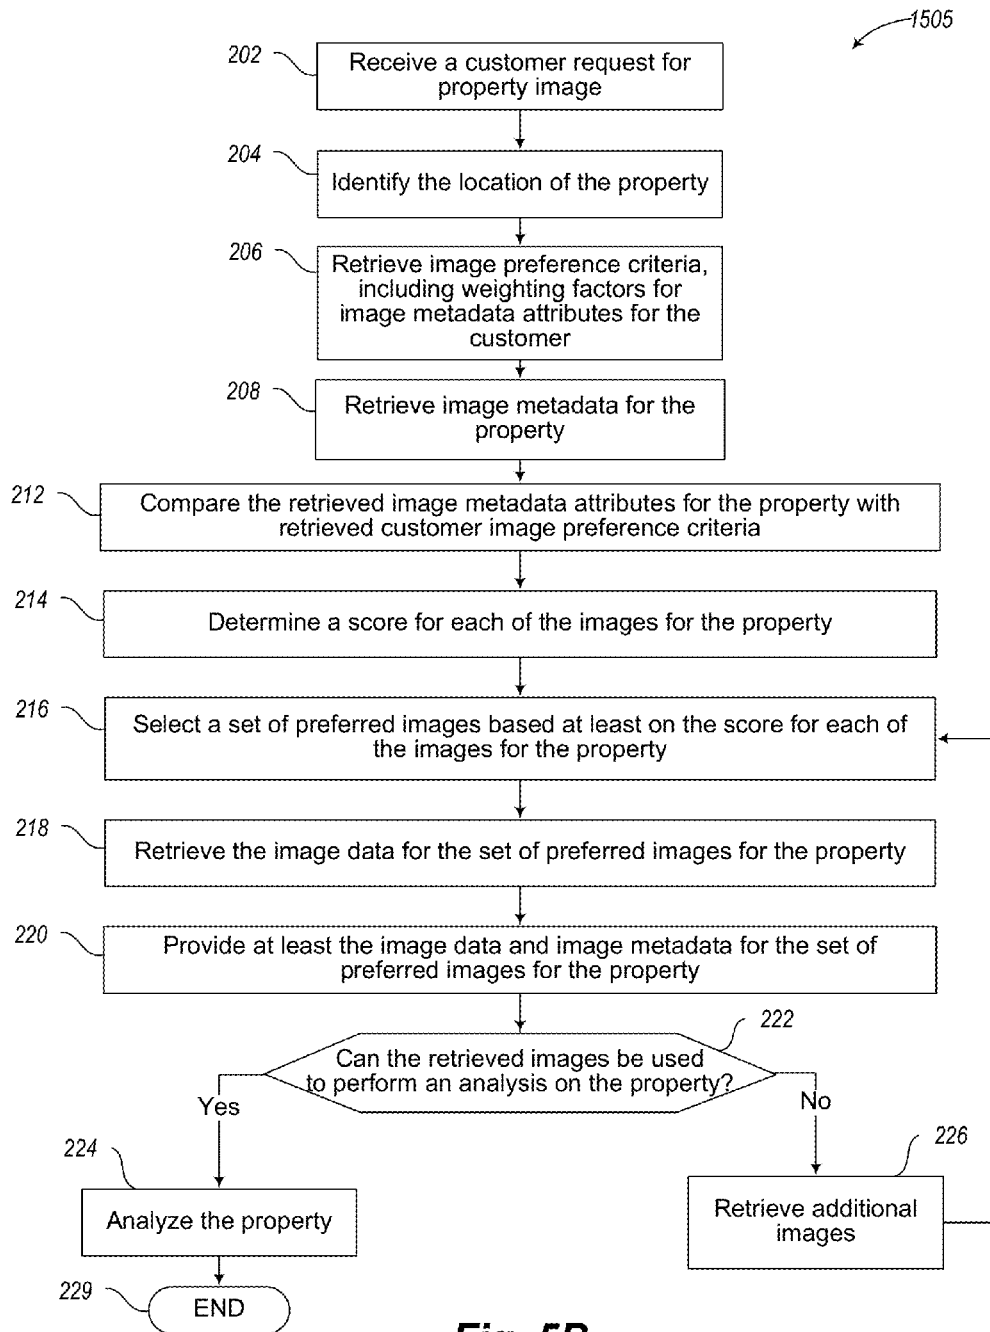 1505
202
Receive a customer request for
property image
204
Identify the location of the property
206
Retrieve image preference criteria,
including weighting factors for
image metadata attributes for the
customer
208
Retrieve image metadata for the
property
212
Compare the retrieved image metadata attributes for the property with
retrieved customer image preference criteria
214
Determine a score for each of the images for the property
216
Select a set of preferred images based at least on the score for each of
the images for the property
218
Retrieve the image data for the set of preferred images for the property
220
Provide at least the image data and image metadata for the set of
preferred images for the property
222
Can the retrieved images be used
to perform an analysis on the property?
Yes
No
224
Analyze the property
226
Retrieve additional
images
229
END